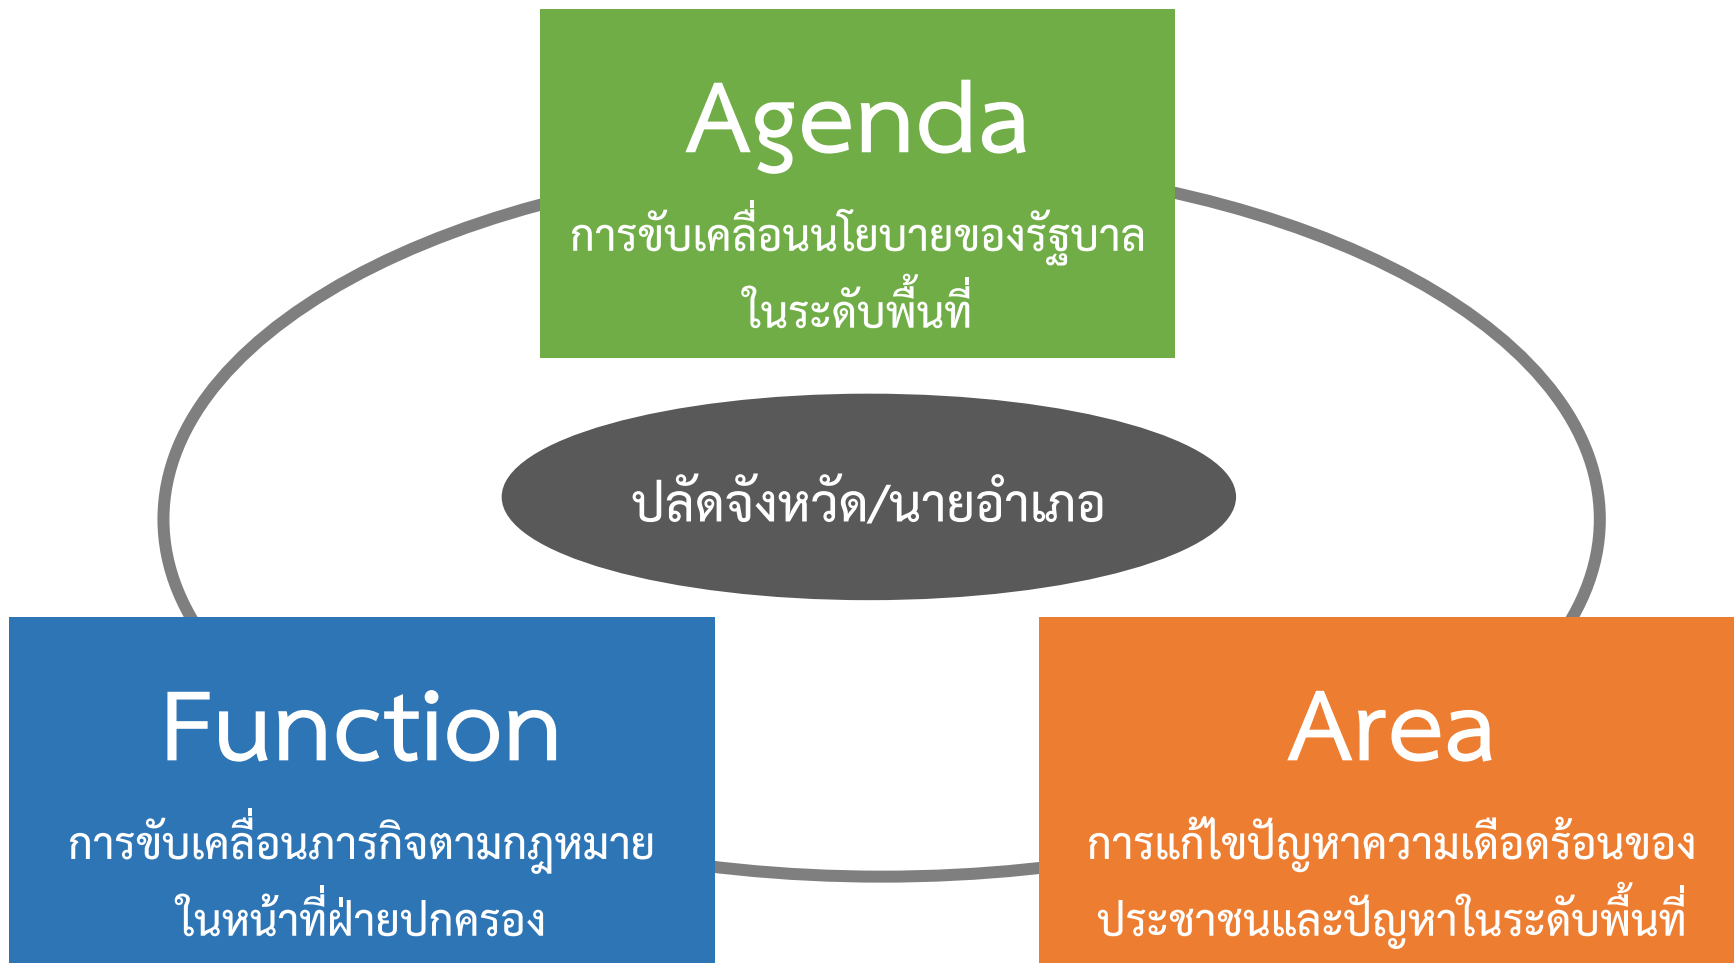 Agenda
การขับเคลื่อนนโยบายของรัฐบาล
ในระดับพื้นที่
ปลัดจังหวัด/นายอำเภอ
Function
การขับเคลื่อนภารกิจตามกฎหมาย
ในหน้าที่ฝ่ายปกครอง
Area
การแก้ไขปัญหาความเดือดร้อนของ
ประชาชนและปัญหาในระดับพื้นที่